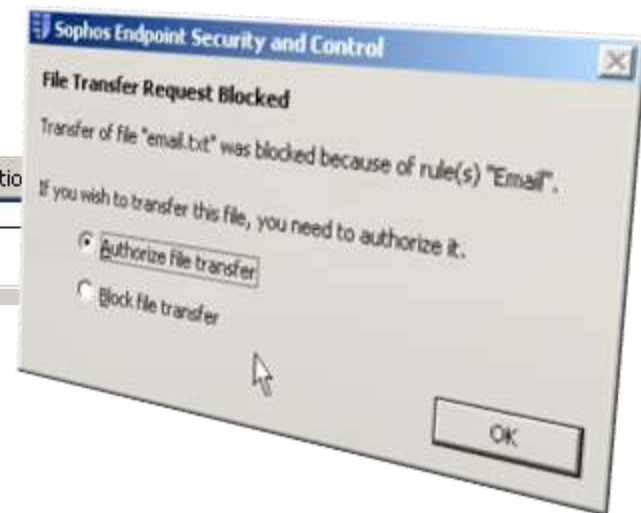 Sophos Endpoint Security and Control
File Transfer Request Blocked
Transfer of file "email.txt" was blocked because of rule(s) "Email".
If you wish to transfer this file, you need to authorize it.
Authorize file transfer
Block file transfer
OK